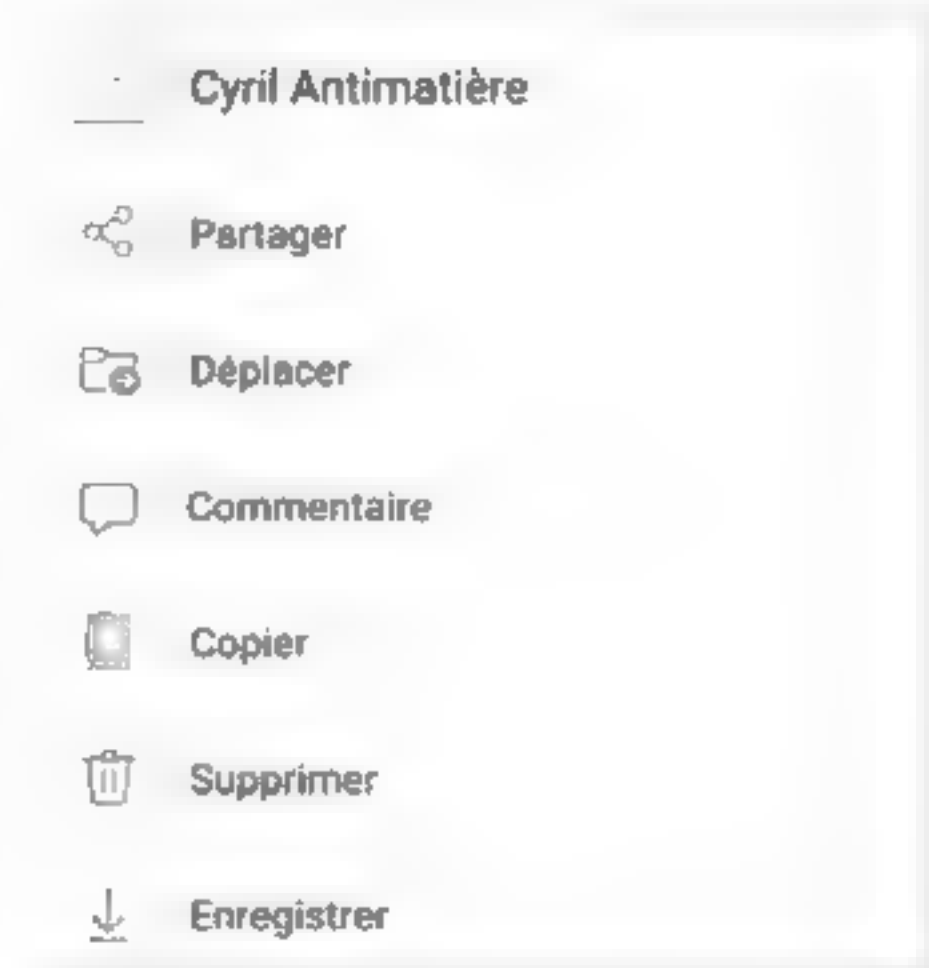 Cyril Antimatière
Partager
Déplacer
Commentaire
Copier
Supprimer
Enregistrer